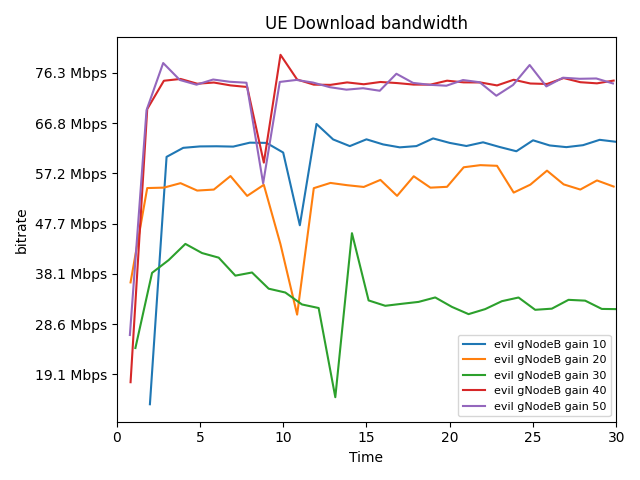 UE Download bandwidth
bitrate
76.3 Mbps
66.8 Mbps
57.2 Mbps
47.7 Mbps
38.1 Mbps
28.6 Mbps
19.1 Mbps
evil gNodeB gain 10
evil gNodeB gain 20
evil gNodeB gain 30
evil gNodeB gain 40
evil gNodeB gain 50
0 5 10 15 20 25 30
Time